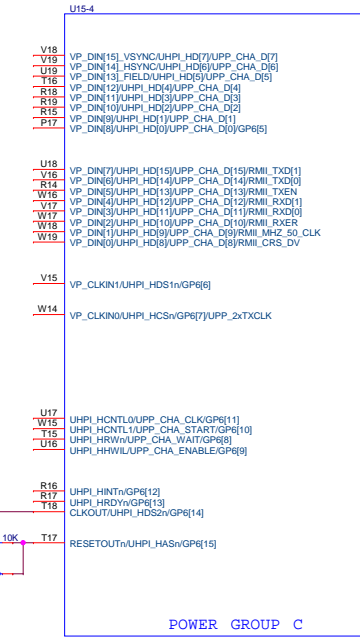 U15-4
V18 VP_DIN[15]_VSYNC/UHPI_HD[7]/UPP_CHA_D[7]
V19 VP_DIN[14]_HSYNC/UHPI_HD[6]/UPP_CHA_D[6]
U19 VP_DIN[13]_FIELD/UHPI_HD[5]/UPP_CHA_D[5]
T16 VP_DIN[12]/UHPI_HD[4]/UPP_CHA_D[4]
R18 VP_DIN[11]/UHPI_HD[3]/UPP_CHA_D[3]
R19 VP_DIN[10]/UHPI_HD[2]/UPP_CHA_D[2]
R15 VP_DIN[9]/UHPI_HD[1]/UPP_CHA_D[1]
P17 VP_DIN[8]/UHPI_HD[0]/UPP_CHA_D[0]/GP6[5]
U18 VP_DIN[7]/UHPI_HD[15]/UPP_CHA_D[15]/RMII_TXD[1]
V16 VP_DIN[6]/UHPI_HD[14]/UPP_CHA_D[14]/RMII_TXD[0]
R14 VP_DIN[5]/UHPI_HD[13]/UPP_CHA_D[13]/RMII_TXEN
W16 VP_DIN[4]/UHPI_HD[12]/UPP_CHA_D[12]/RMII_RXD[1]
V17 VP_DIN[3]/UHPI_HD[11]/UPP_CHA_D[11]/RMII_RXD[0]
W17 VP_DIN[2]/UHPI_HD[10]/UPP_CHA_D[10]/RMII_RXER
W18 VP_DIN[1]/UHPI_HD[9]/UPP_CHA_D[9]/RMII_MHZ_50_CLK
W19 VP_DIN[0]/UHPI_HD[8]/UPP_CHA_D[8]/RMII_CRS_DV
V15 VP_CLKIN1/UHPI_HDS1n/GP6[6]
W14 VP_CLKIN0/UHPI_HCSn/GP6[7]/UPP_2xTXCLK
U17 UHPI_HCNTL0/UPP_CHA_CLK/GP6[11]
W15 UHPI_HCNTL1/UPP_CHA_START/GP6[10]
T15 UHPI_HRWn/UPP_CHA_WAIT/GP6[8]
U16 UHPI_HHWIL/UPP_CHA_ENABLE/GP6[9]
R16 UHPI_HINTn/GP6[12]
R17 UHPI_HRDYn/GP6[13]
T18 CLKOUT/UHPI_HDS2n/GP6[14]
10K T17 RESETOUTn/UHPI_HASn/GP6[15]
POWER GROUP C